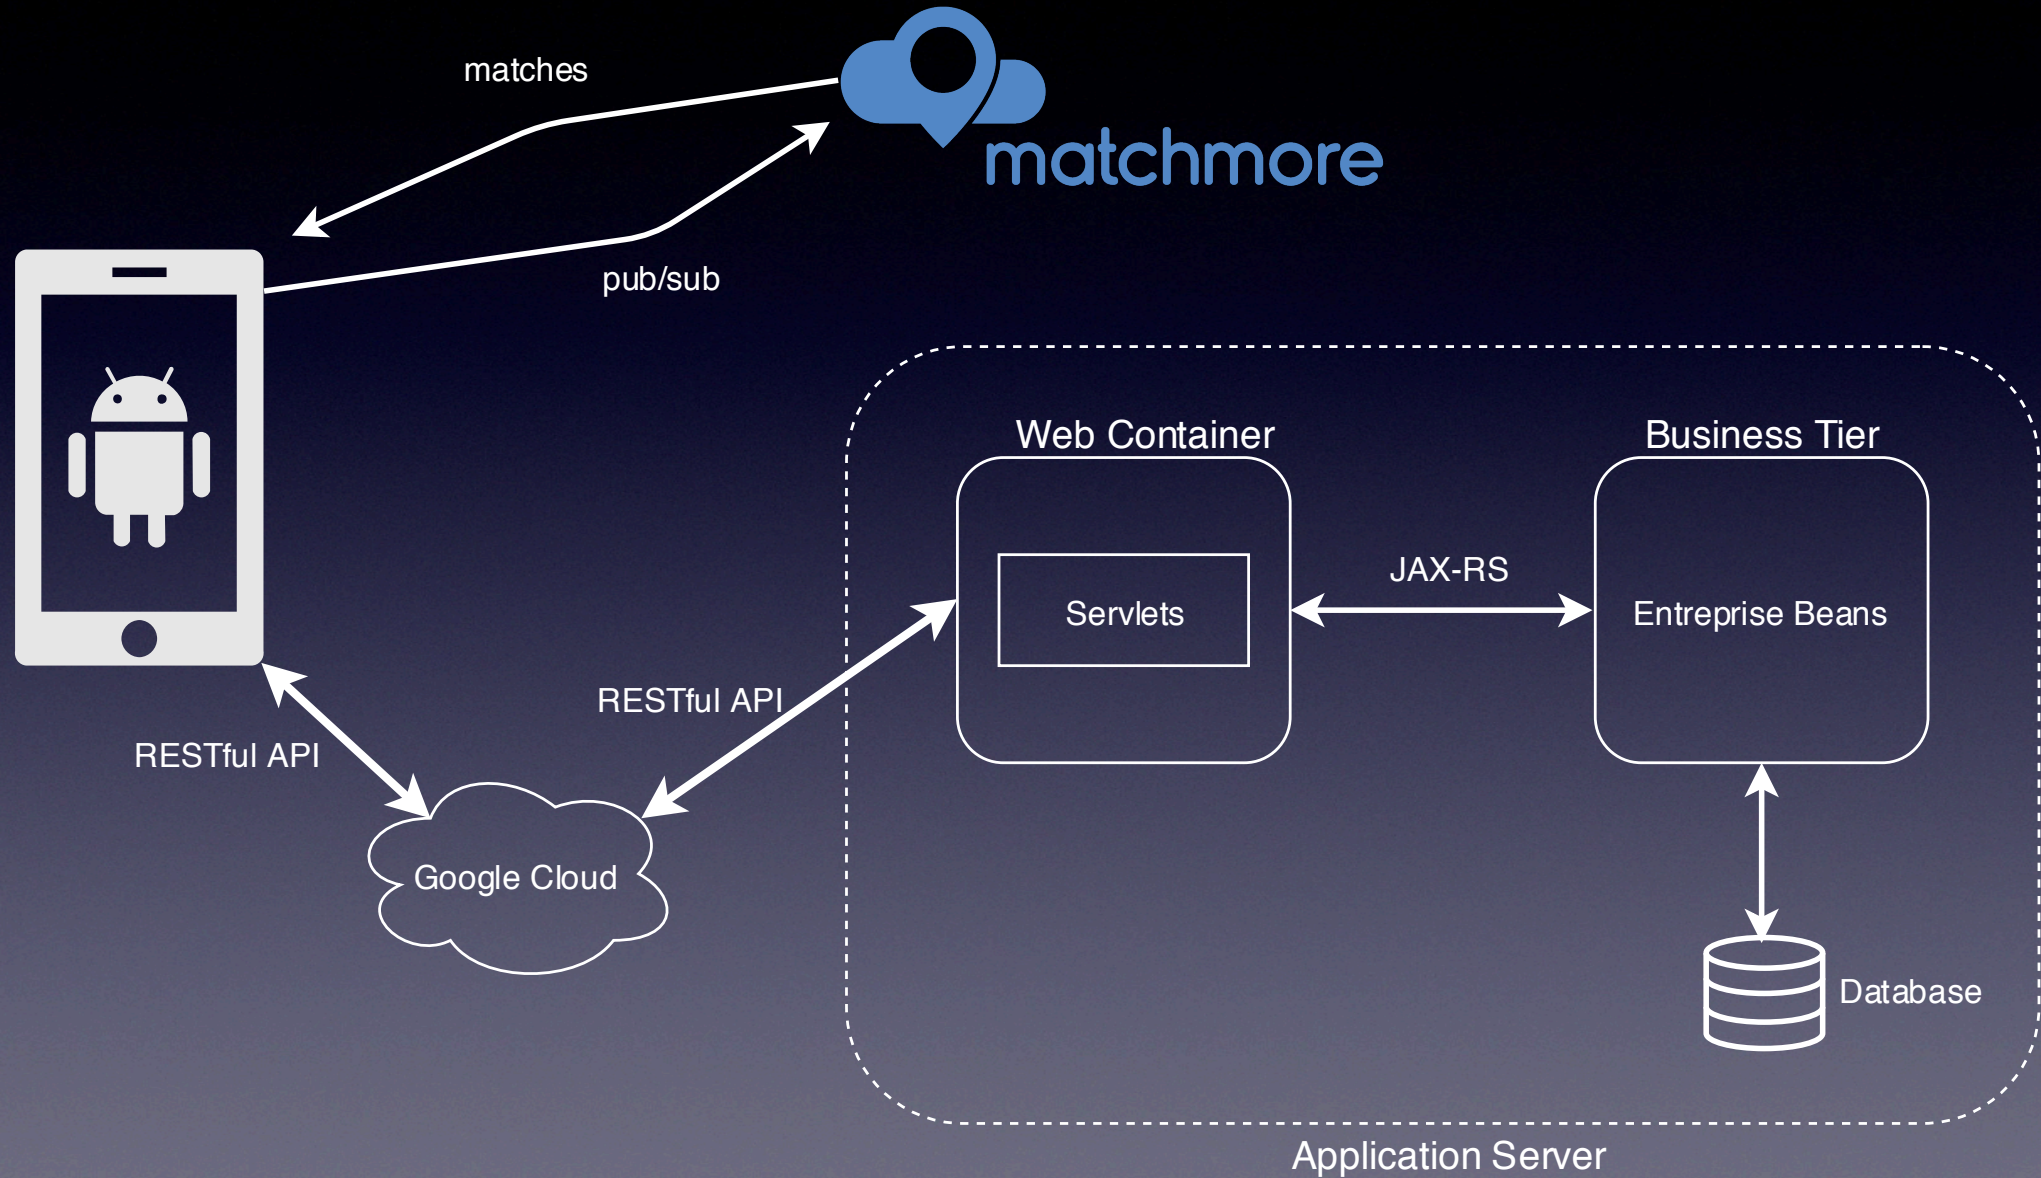 matches
matchmore
pub/sub
Web Container
Business Tier
JAX-RS
Servlets
Entreprise Beans
RESTful API
RESTful API
Google Cloud
Database
Application Server